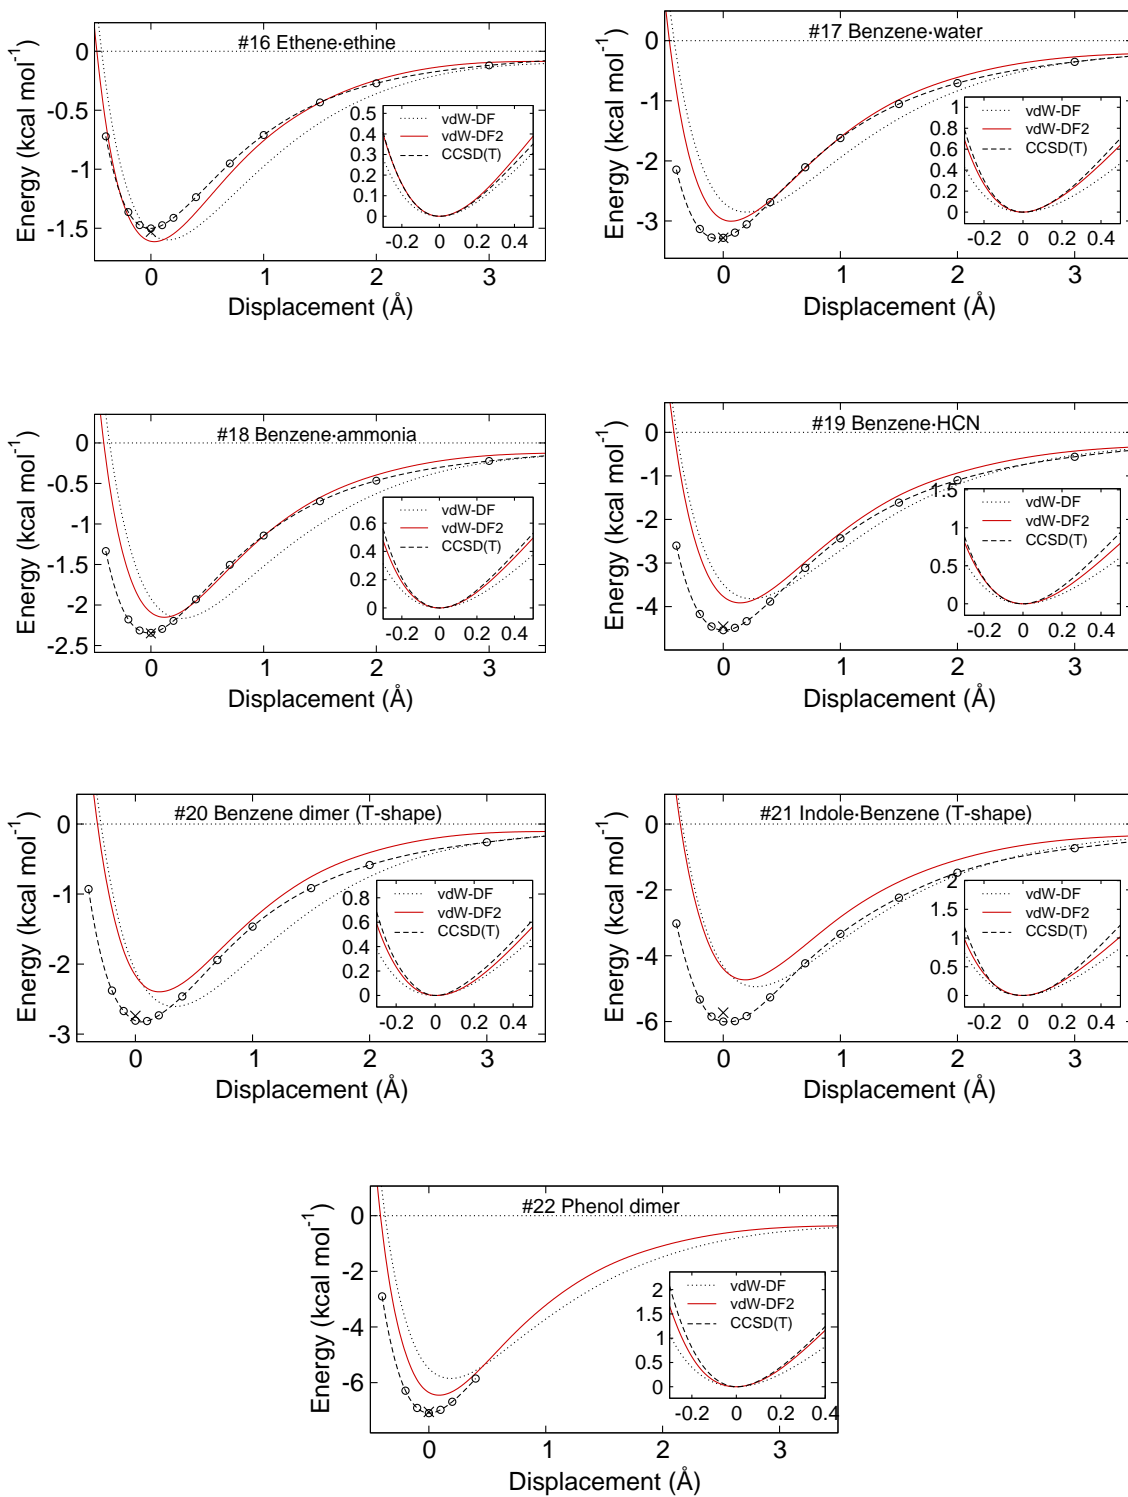 #16 Ethene·ethine
Energy (kcal mol⁻¹)
0
-0.5
-1
-1.5
0 1 2 3
Displacement (Å)
vdW-DF
vdW-DF2
CCSD(T)
0.5
0.4
0.3
0.2
0.1
0
-0.2 0 0.2 0.4
#17 Benzene·water
Energy (kcal mol⁻¹)
0
-1
-2
-3
0 1 2 3
Displacement (Å)
vdW-DF
vdW-DF2
CCSD(T)
1
0.8
0.6
0.4
0.2
0
-0.2 0 0.2 0.4
#18 Benzene·ammonia
Energy (kcal mol⁻¹)
0
-0.5
-1
-1.5
-2
-2.5
0 1 2 3
Displacement (Å)
vdW-DF
vdW-DF2
CCSD(T)
0.6
0.4
0.2
0
-0.2 0 0.2 0.4
#19 Benzene·HCN
Energy (kcal mol⁻¹)
0
-1
-2
-3
-4
0 1 2 3
Displacement (Å)
vdW-DF
vdW-DF2
CCSD(T)
1.5
1
0.5
0
-0.2 0 0.2 0.4
#20 Benzene dimer (T-shape)
Energy (kcal mol⁻¹)
0
-1
-2
-3
0 1 2 3
Displacement (Å)
vdW-DF
vdW-DF2
CCSD(T)
0.8
0.6
0.4
0.2
0
-0.2 0 0.2 0.4
#21 Indole·Benzene (T-shape)
Energy (kcal mol⁻¹)
0
-2
-4
-6
0 1 2 3
Displacement (Å)
vdW-DF
vdW-DF2
CCSD(T)
2
1.5
1
0.5
0
-0.2 0 0.2 0.4
#22 Phenol dimer
Energy (kcal mol⁻¹)
0
-2
-4
-6
0 1 2 3
Displacement (Å)
vdW-DF
vdW-DF2
CCSD(T)
2
1.5
1
0.5
0
-0.2 0 0.2 0.4